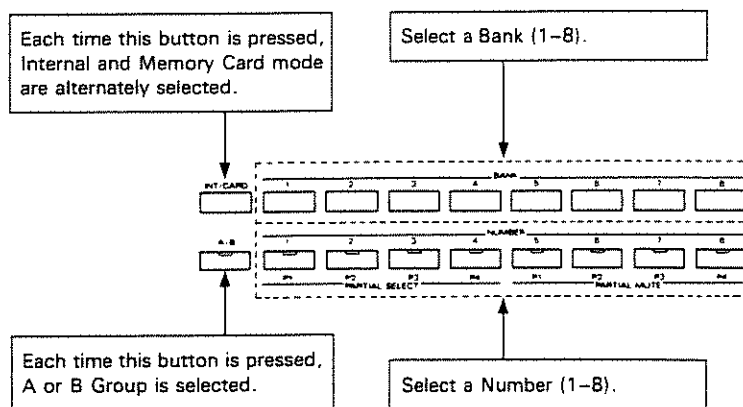 Each time this button is pressed,
Internal and Memory Card mode
are alternately selected.
Select a Bank (1–8).
BANK
INT/CARD
1 2 3 4 5 6 7 8
NUMBER
A·B
1 2 3 4 5 6 7 8
P1 P2 P3 P4 P1 P2 P3 P4
PARTIAL SELECT PARTIAL MUTE
Each time this button is pressed,
A or B Group is selected.
Select a Number (1–8).